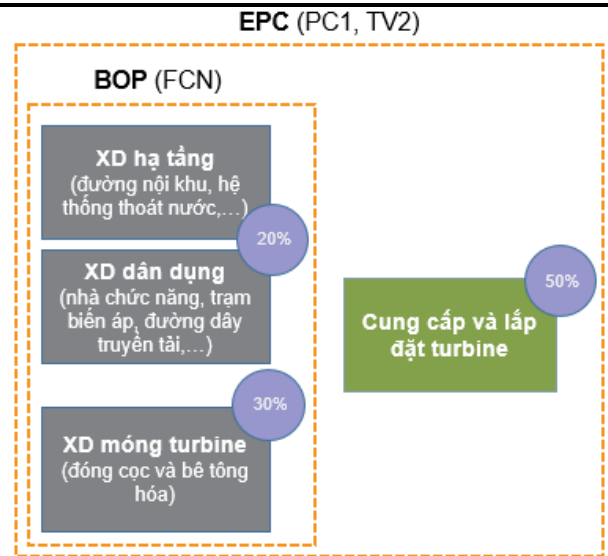 EPC (PC1, TV2)
BOP (FCN)
XD hạ tầng
(đường nội khu, hệ
thống thoát nước,...)
20%
XD dân dụng
(nhà chức năng, trạm
biến áp, đường dây
truyền tải,...)
50%
Cung cấp và lắp
đặt turbine
30%
XD móng turbine
(đóng cọc và bê tông
hóa)